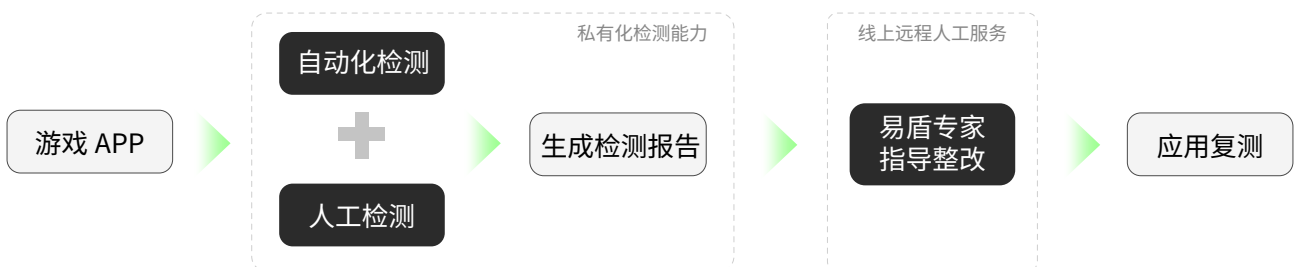 私有化检测能力
线上远程人工服务
自动化检测
游戏 APP
人工检测
生成检测报告
易盾专家
指导整改
应用复测